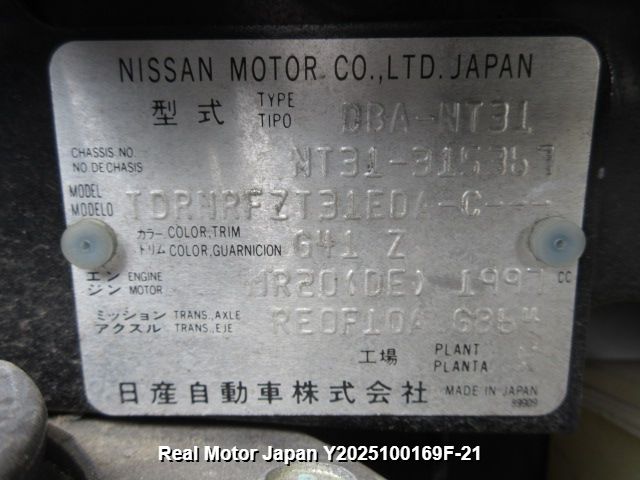 NISSAN MOTOR CO.,LTD. JAPAN
型式 TYPE TIPO DBA-NT31
CHASSIS NO. NO DE CHASIS
MODEL MODELO TDRNRFZT31EDA-C---
カラー COLOR,TRIM トリム COLOR,GUARNICION G41 Z
エンジン ENGINE MOTOR MR20(DE) 1997 CC
ミッション TRANS.,AXLE アクスル TRANS.,EJE RE0F10A
工場 PLANT PLANTA
日産自動車株式会社 MADE IN JAPAN
Real Motor Japan Y2025100169F-21